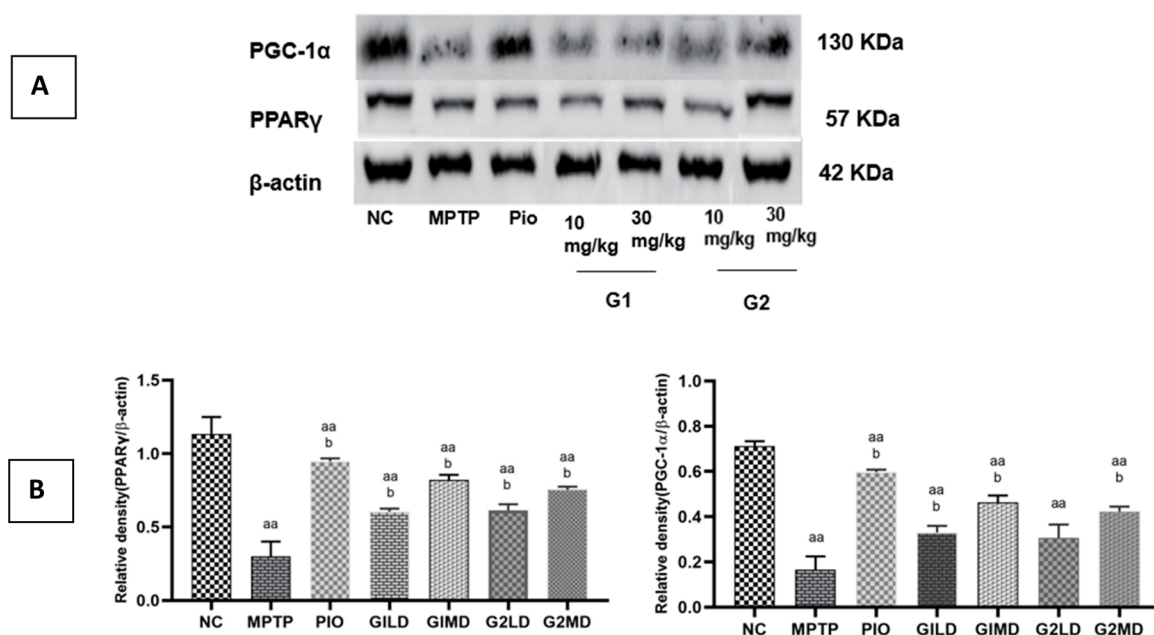 A
PGC-1α
130 KDa
PPARγ
57 KDa
β-actin
42 KDa
NC MPTP Pio 10 mg/kg 30 mg/kg 10 mg/kg 30 mg/kg
G1 G2
B
Relative density(PPARγ/β-actin)
1.5
1.0
0.5
0.0
aa
aa
b
aa
b
aa
b
aa
b
aa
b
NC MPTP PIO GILD GIMD G2LD G2MD
Relative density(PGC-1α/β-actin)
1.0
0.8
0.6
0.4
0.2
0.0
aa
aa
b
aa
b
aa
b
aa
aa
b
NC MPTP PIO GILD GIMD G2LD G2MD